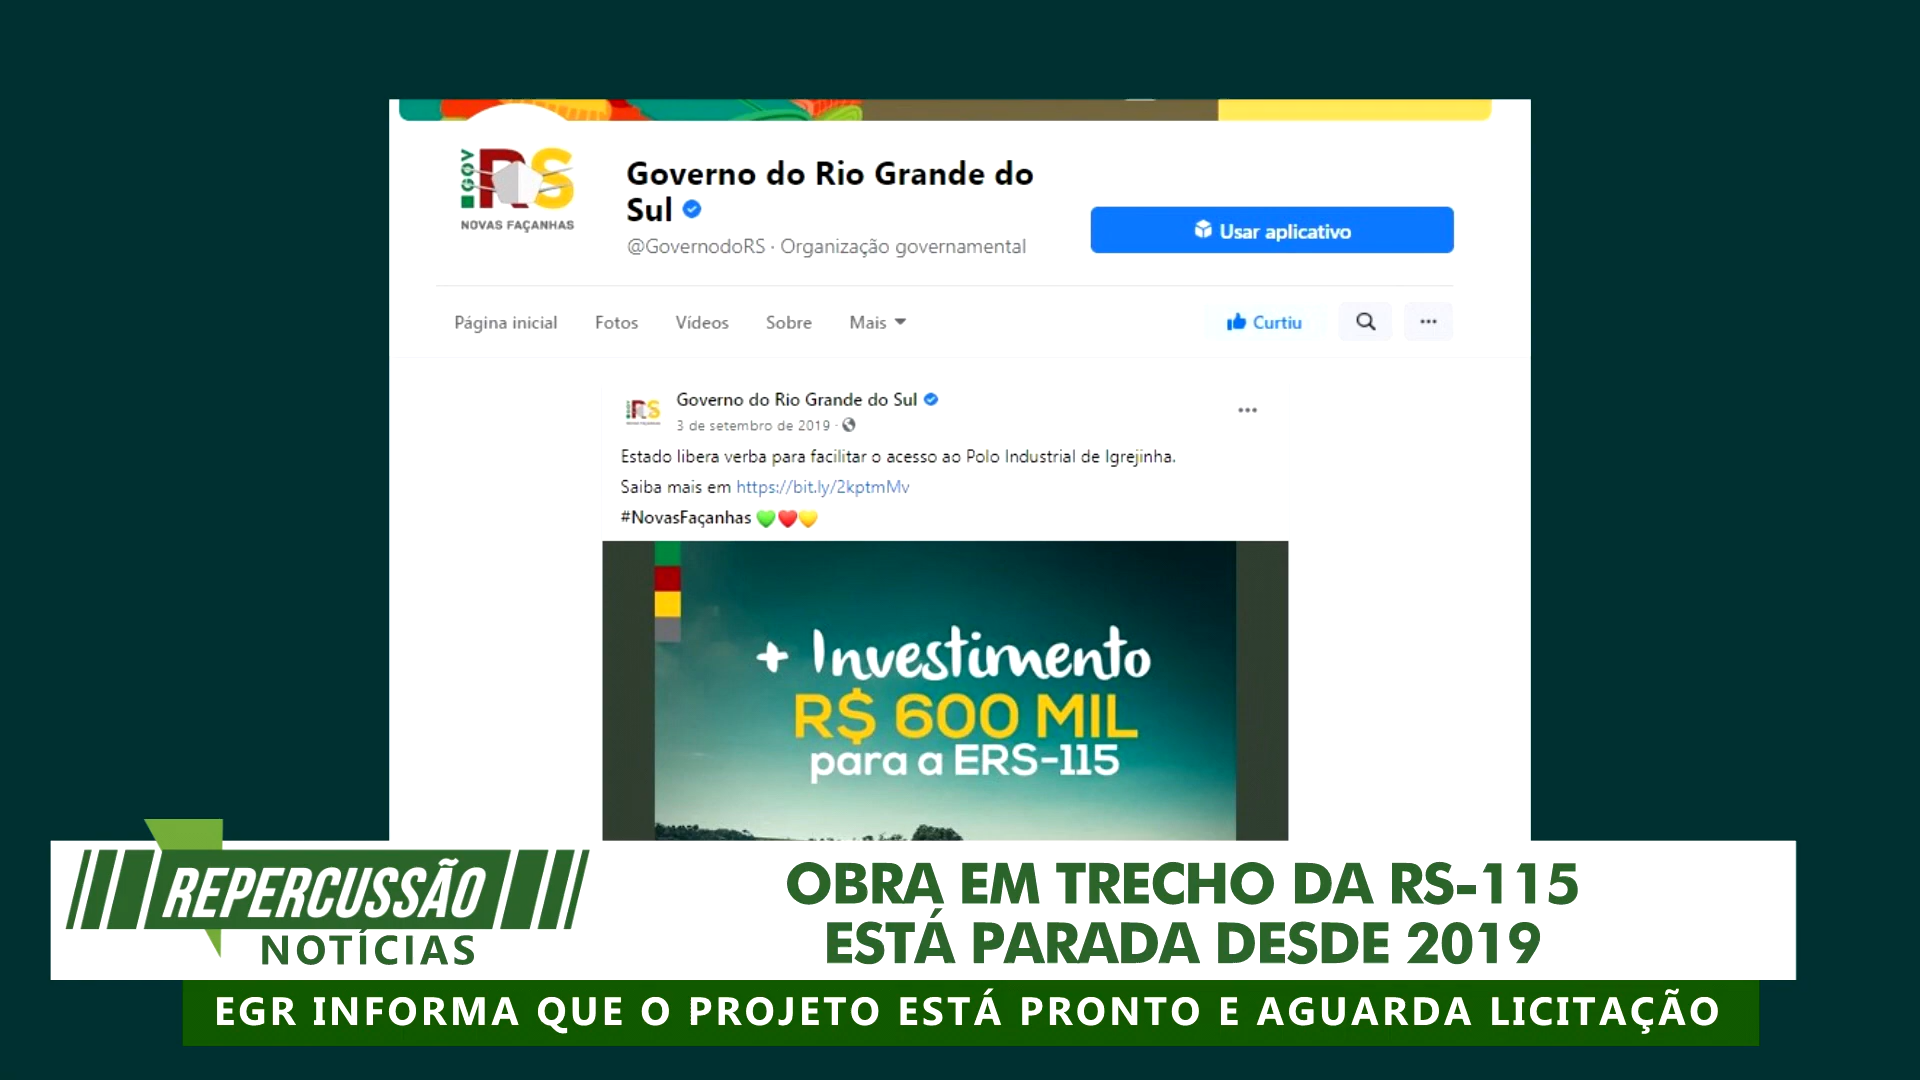 GOV RS
NOVAS FAÇANHAS
Governo do Rio Grande do
Sul
@GovernodoRS · Organização governamental
Usar aplicativo
Página inicial Fotos Vídeos Sobre Mais
Curtiu
Governo do Rio Grande do Sul
3 de setembro de 2019 ·
Estado libera verba para facilitar o acesso ao Polo Industrial de Igrejinha.
Saiba mais em https://bit.ly/2kptmMv
#NovasFaçanhas 💚❤️💛
+ Investimento
R$ 600 MIL
para a ERS-115
REPERCUSSÃO
NOTÍCIAS
OBRA EM TRECHO DA RS-115
ESTÁ PARADA DESDE 2019
EGR INFORMA QUE O PROJETO ESTÁ PRONTO E AGUARDA LICITAÇÃO